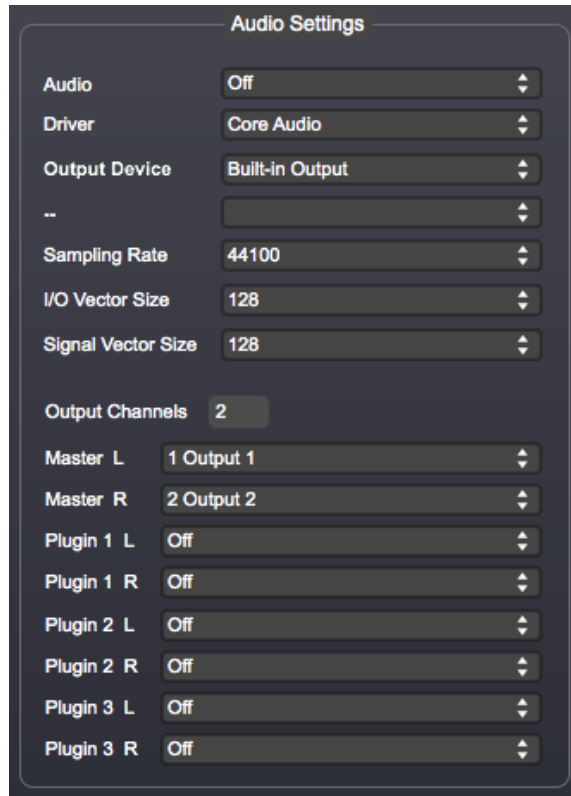 Audio Settings
Audio Off
Driver Core Audio
Output Device Built-in Output
--
Sampling Rate 44100
I/O Vector Size 128
Signal Vector Size 128
Output Channels 2
Master L 1 Output 1
Master R 2 Output 2
Plugin 1 L Off
Plugin 1 R Off
Plugin 2 L Off
Plugin 2 R Off
Plugin 3 L Off
Plugin 3 R Off